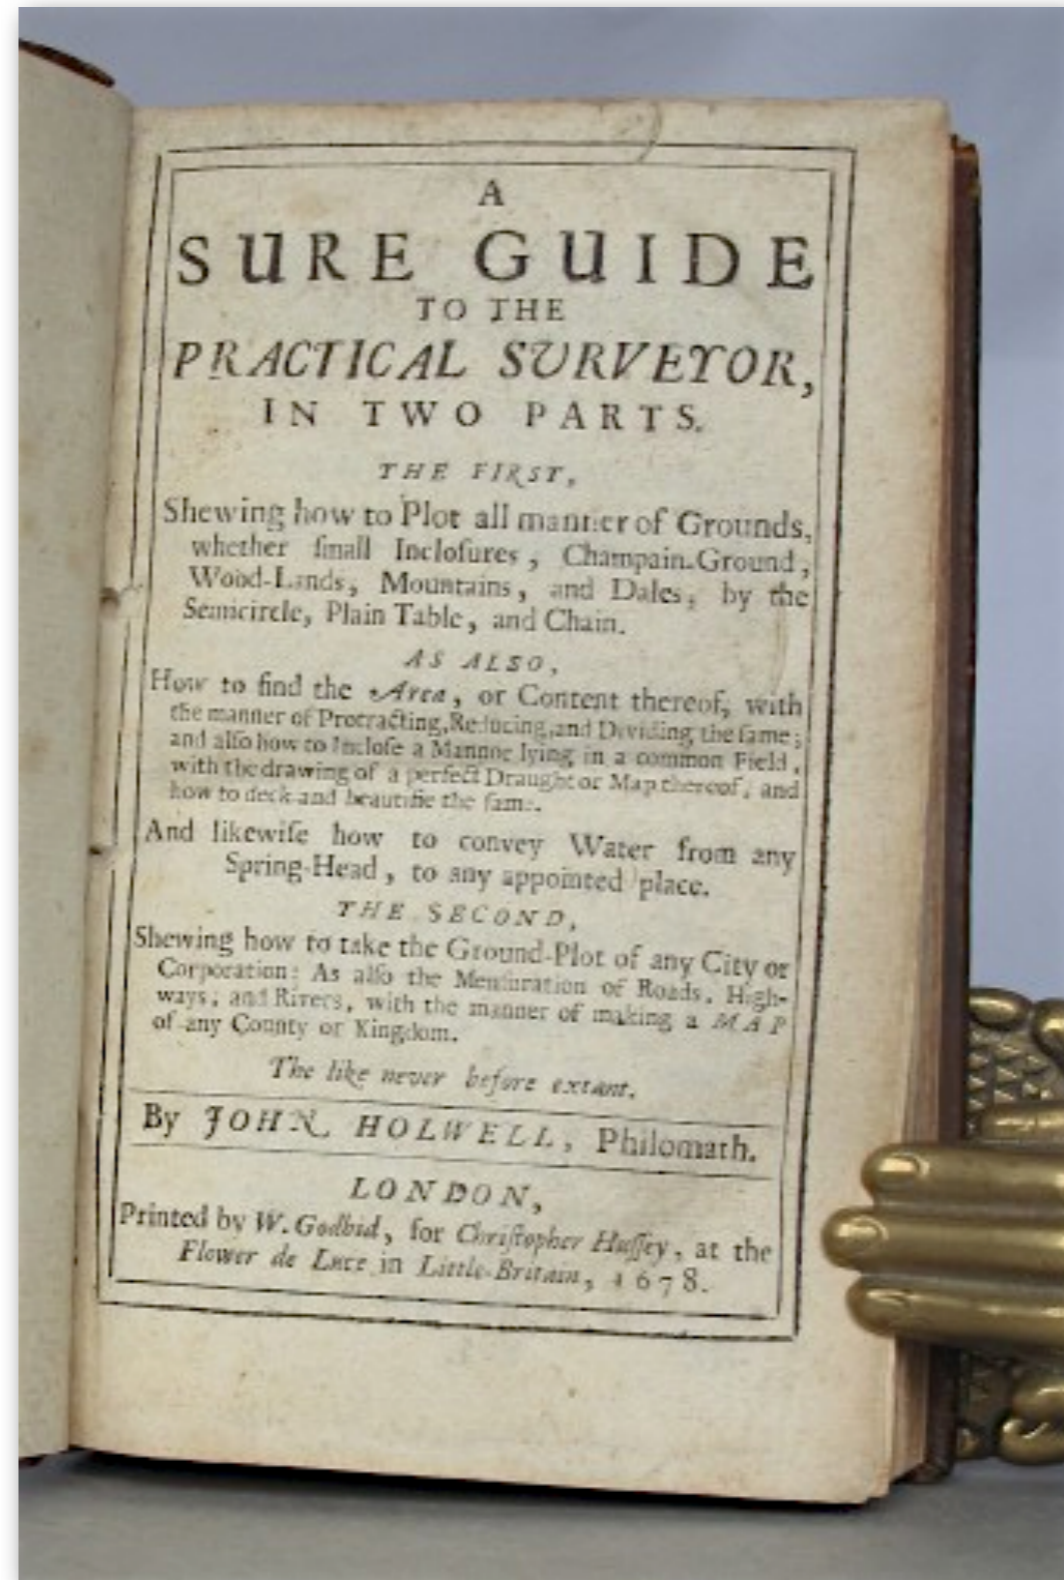 A
SURE GUIDE
TO THE
PRACTICAL SURVEYOR,
IN TWO PARTS.
THE FIRST,
Shewing how to Plot all manner of Grounds,
whether ſmall Incloſures, Champain-Ground,
Wood-Lands, Mountains, and Dales, by the
Semicircle, Plain Table, and Chain.
AS ALSO,
How to find the Area, or Content thereof, with
the manner of Protracting, Reducing, and Dividing the ſame;
and alſo how to Incloſe a Mannor lying in a common Field,
with the drawing of a perfect Draught or Map thereof, and
how to deck and beautifie the ſame.
And likewiſe how to convey Water from any
Spring-Head, to any appointed place.
THE SECOND,
Shewing how to take the Ground-Plot of any City or
Corporation: As alſo the Menſuration of Roads, High-
ways, and Rivers, with the manner of making a MAP
of any County or Kingdom.
The like never before extant.
By JOHN HOLWELL, Philomath.
LONDON,
Printed by W. Godbid, for Chriſtopher Huſſey, at the
Flower de Luce in Little-Britain, 1678.